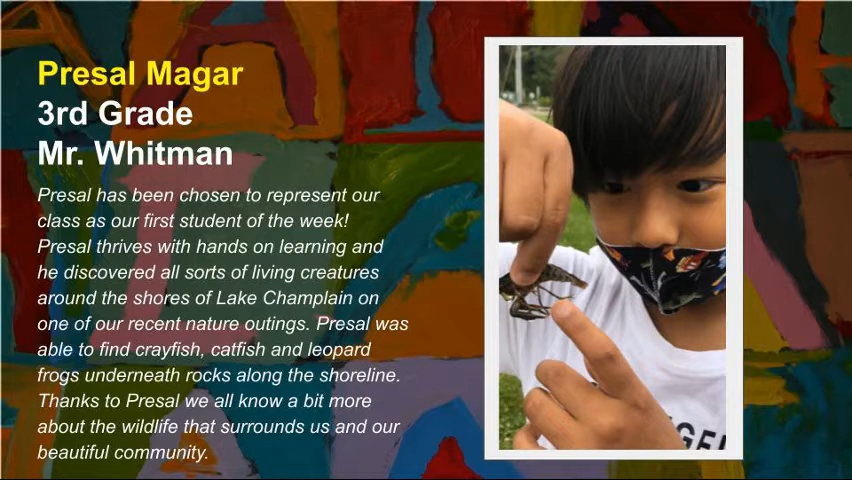 Presal Magar
3rd Grade
Mr. Whitman
Presal has been chosen to represent our
class as our first student of the week!
Presal thrives with hands on learning and
he discovered all sorts of living creatures
around the shores of Lake Champlain on
one of our recent nature outings. Presal was
able to find crayfish, catfish and leopard
frogs underneath rocks along the shoreline.
Thanks to Presal we all know a bit more
about the wildlife that surrounds us and our
beautiful community.